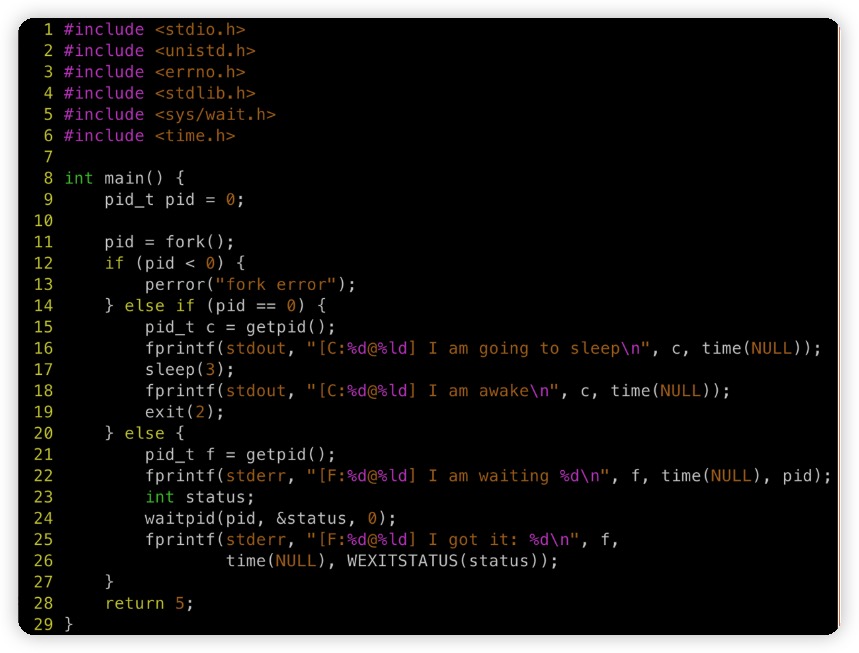 1 #include <stdio.h>
2 #include <unistd.h>
3 #include <errno.h>
4 #include <stdlib.h>
5 #include <sys/wait.h>
6 #include <time.h>
7
8 int main() {
9     pid_t pid = 0;
10
11     pid = fork();
12     if (pid < 0) {
13         perror("fork error");
14     } else if (pid == 0) {
15         pid_t c = getpid();
16         fprintf(stdout, "[C:%d@%ld] I am going to sleep\n", c, time(NULL));
17         sleep(3);
18         fprintf(stdout, "[C:%d@%ld] I am awake\n", c, time(NULL));
19         exit(2);
20     } else {
21         pid_t f = getpid();
22         fprintf(stderr, "[F:%d@%ld] I am waiting %d\n", f, time(NULL), pid);
23         int status;
24         waitpid(pid, &status, 0);
25         fprintf(stderr, "[F:%d@%ld] I got it: %d\n", f,
26                 time(NULL), WEXITSTATUS(status));
27     }
28     return 5;
29 }